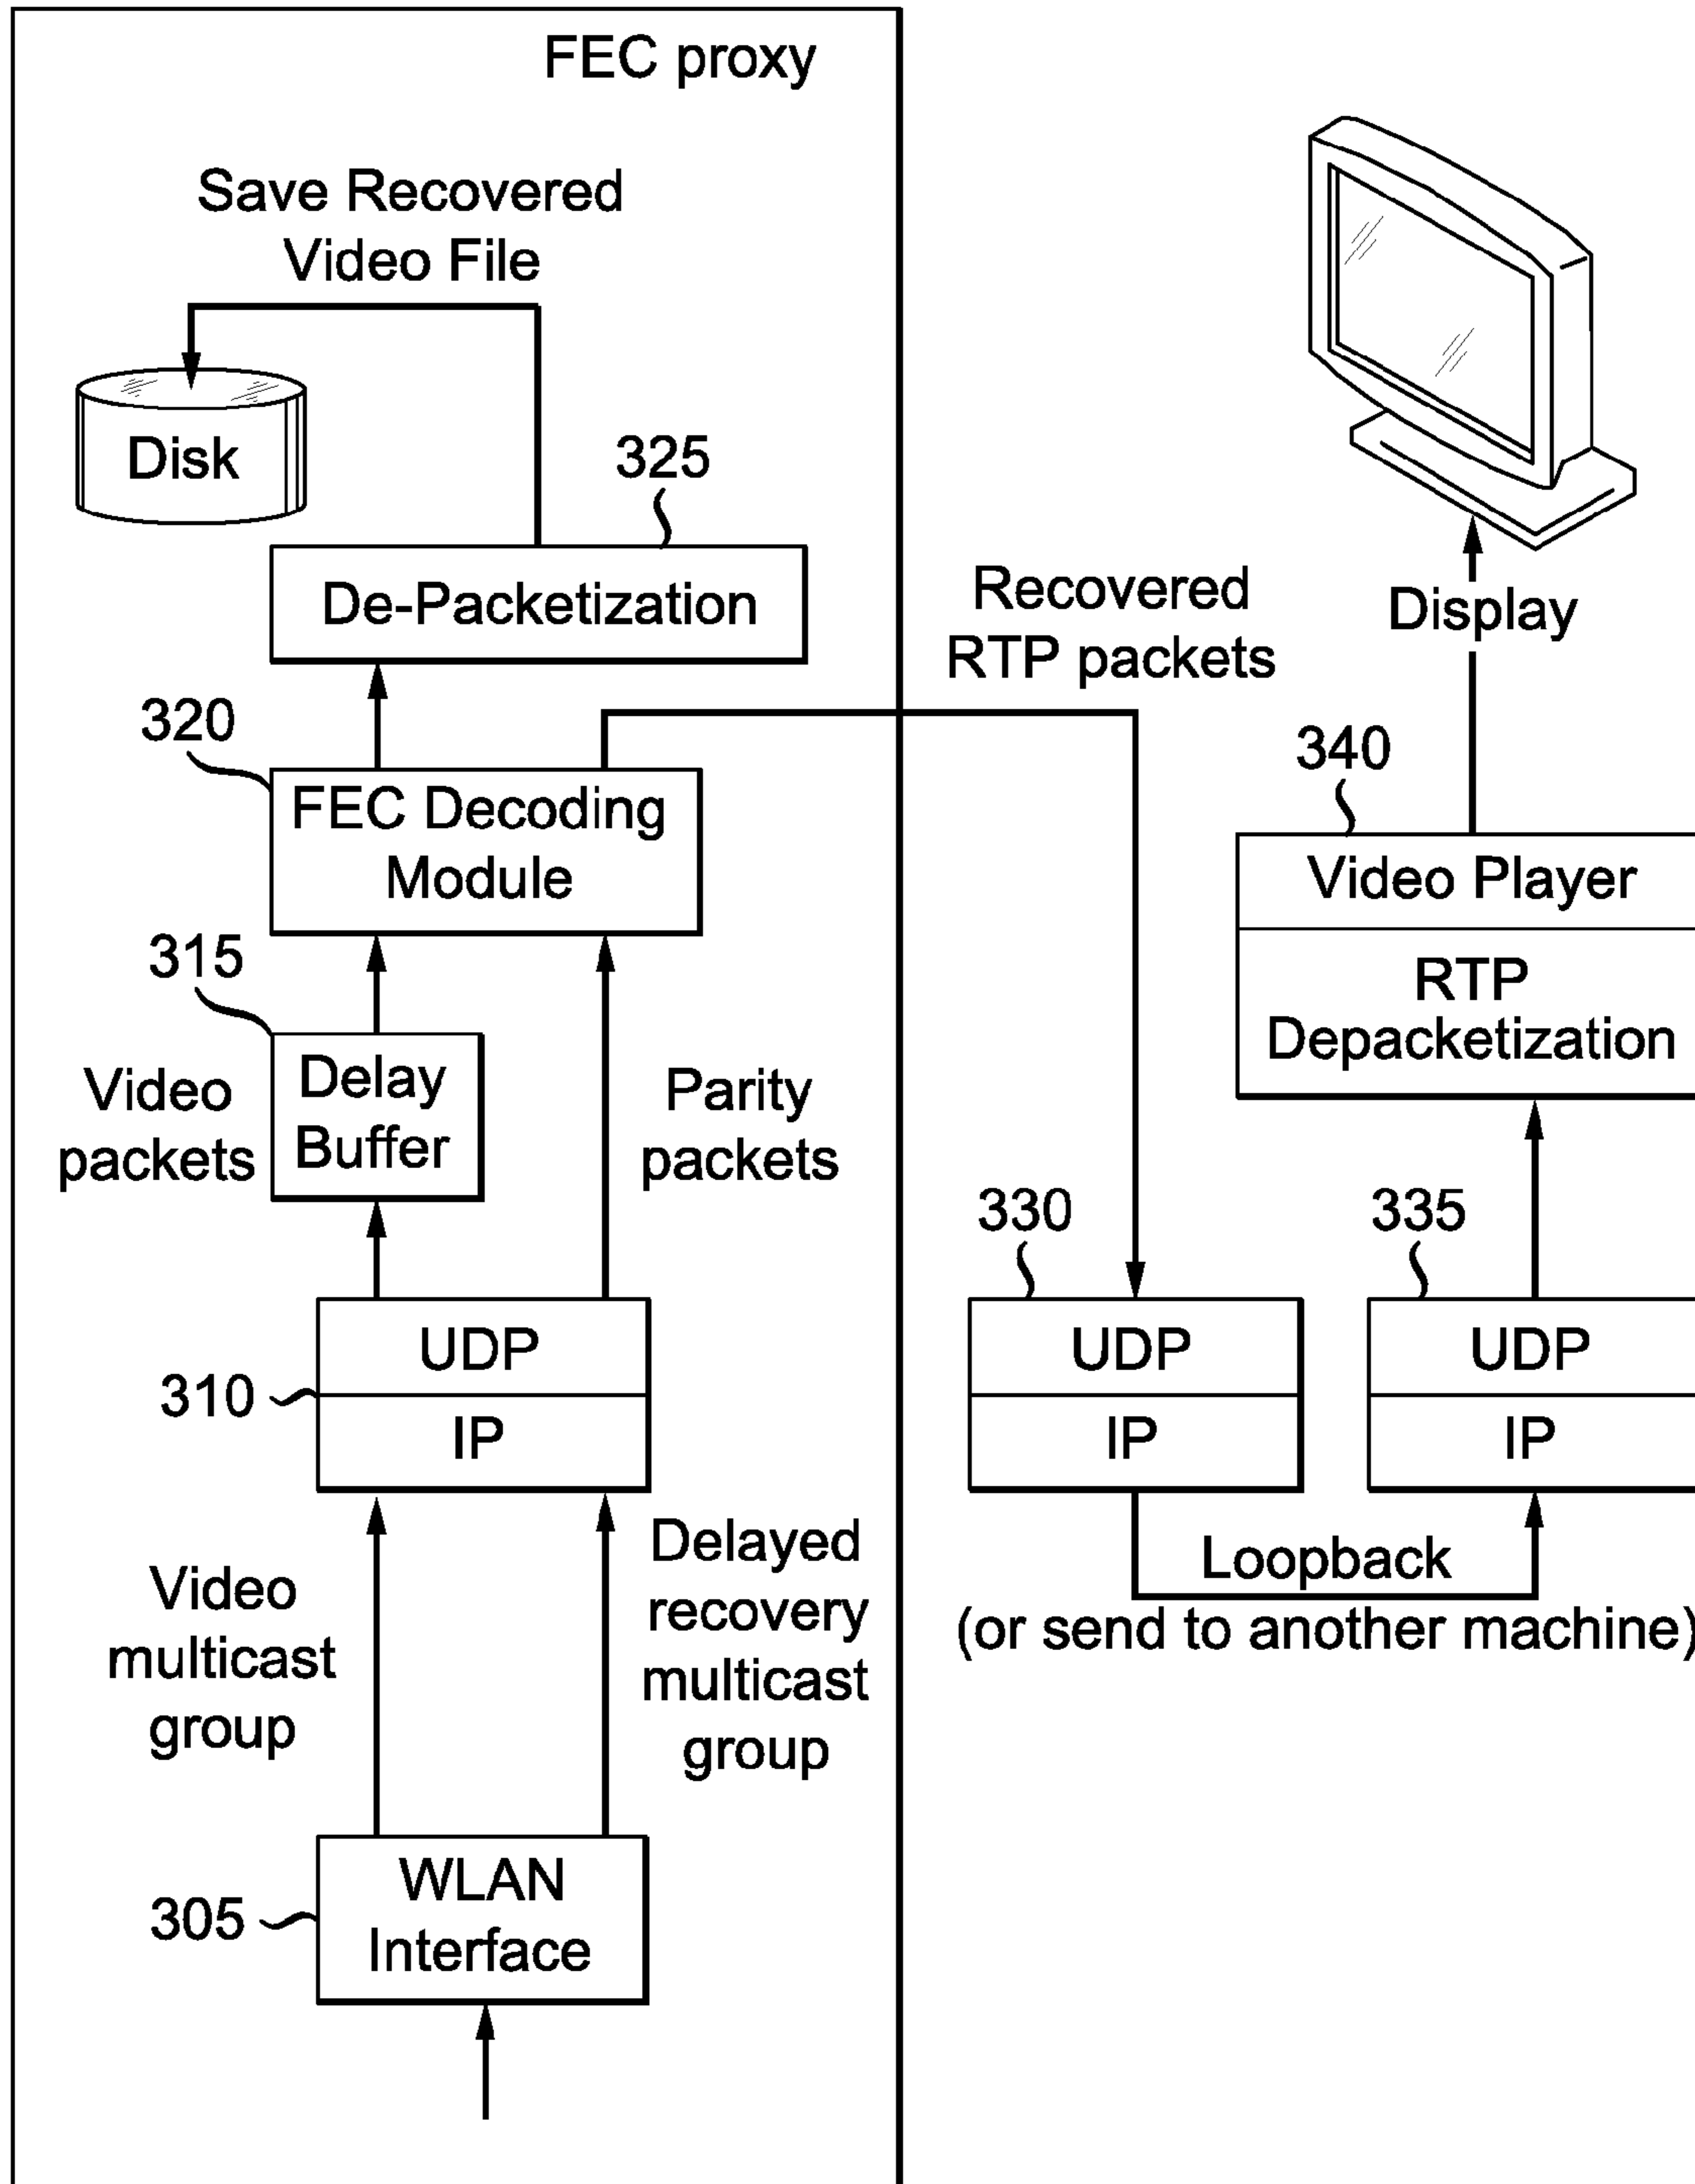 FEC proxy
Save Recovered
Video File
Disk
325
De-Packetization
Recovered
RTP packets
Display
320
FEC Decoding
Module
340
Video Player
RTP
Depacketization
315
Delay
Buffer
Video
packets
Parity
packets
330
335
310
UDP
IP
UDP
IP
UDP
IP
Loopback
(or send to another machine)
Video
multicast
group
Delayed
recovery
multicast
group
305
WLAN
Interface